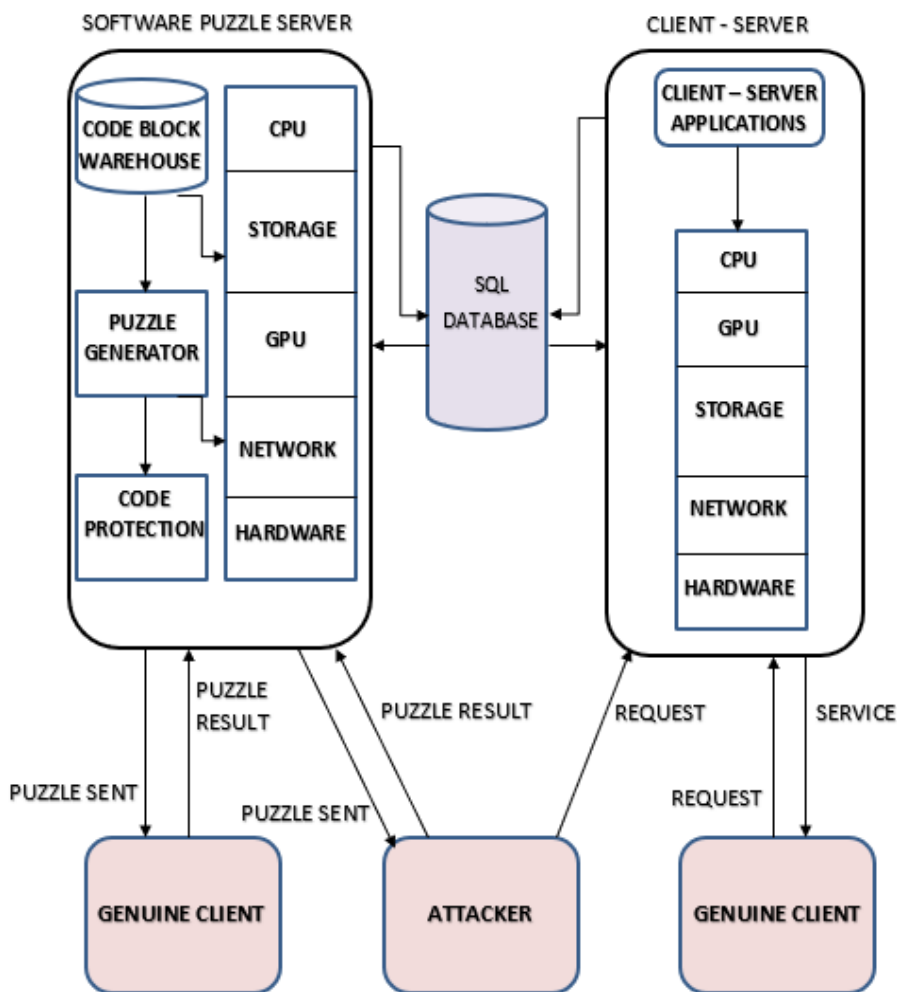 SOFTWARE PUZZLE SERVER
CLIENT - SERVER
CODE BLOCK
WAREHOUSE
PUZZLE
GENERATOR
CODE
PROTECTION
CPU
STORAGE
GPU
NETWORK
HARDWARE
SQL
DATABASE
CLIENT – SERVER
APPLICATIONS
CPU
GPU
STORAGE
NETWORK
HARDWARE
PUZZLE SENT
PUZZLE
RESULT
PUZZLE SENT
PUZZLE RESULT
REQUEST
REQUEST
SERVICE
GENUINE CLIENT
ATTACKER
GENUINE CLIENT